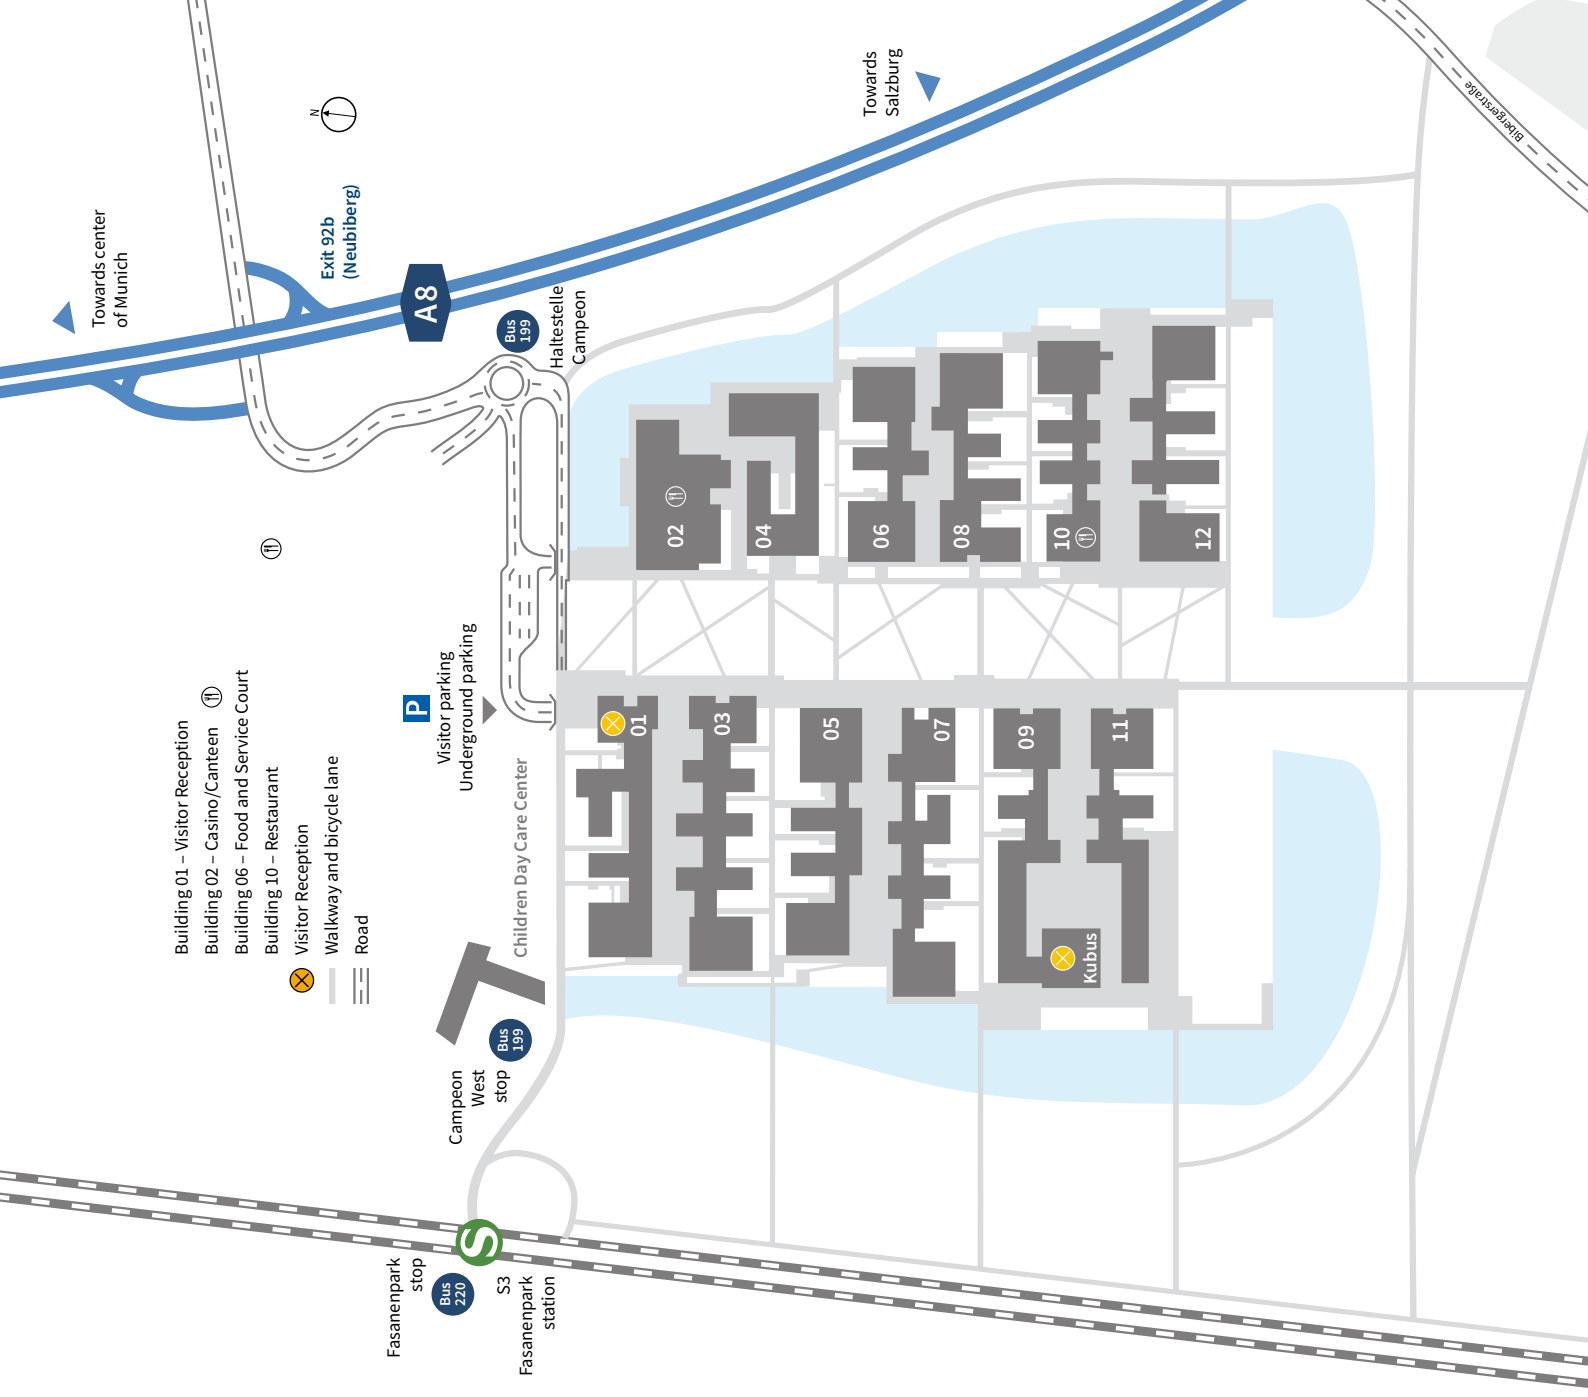 Towards center
of Munich
Exit 92b
(Neubiberg)
A8
N
Towards
Salzburg
Bibergerstraße
Bus
199
Haltestelle
Campeon
Building 01 – Visitor Reception
Building 02 – Casino/Canteen
Building 06 – Food and Service Court
Building 10 – Restaurant
Visitor Reception
Walkway and bicycle lane
Road
P
Visitor parking
Underground parking
Children Day Care Center
02
04
06
08
10
12
01
03
05
07
09
11
Kubus
Campeon
West
stop
Bus
199
Fasanenpark
stop
Bus
220
S
S3
Fasanenpark
station